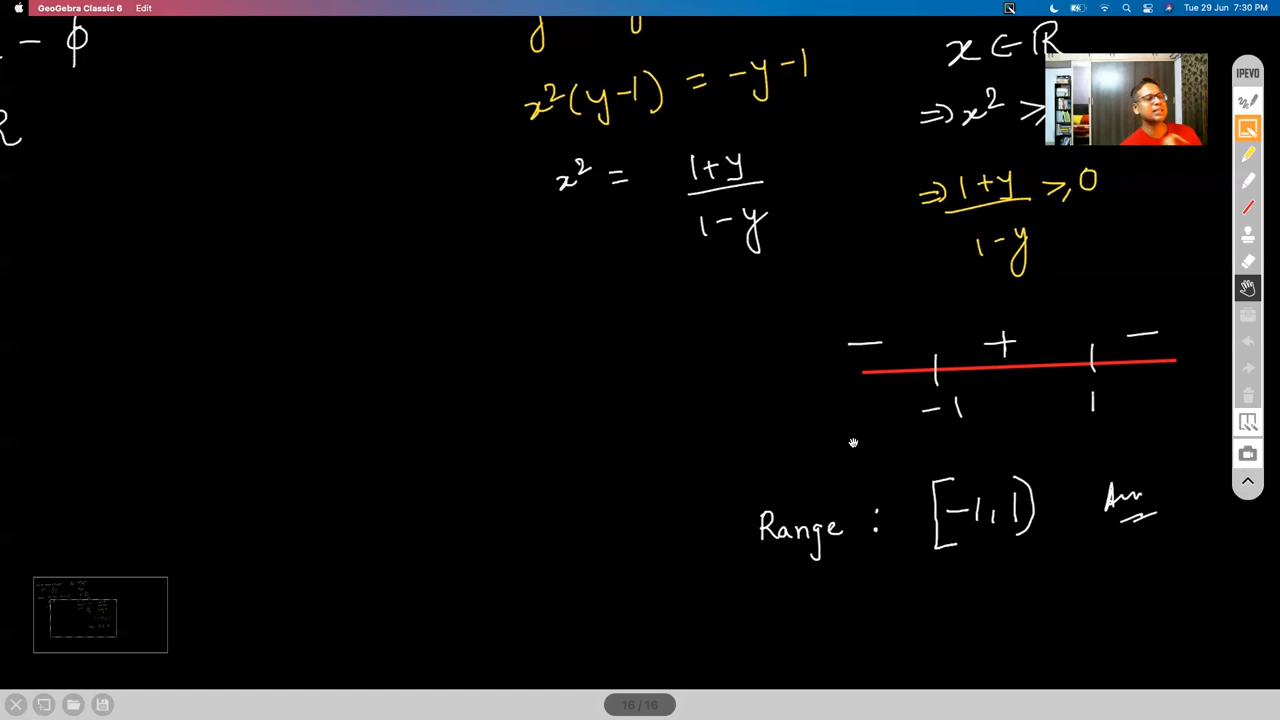 GeoGebra Classic 6 Edit
Tue 29 Jun 7:30 PM
- ϕ
R
y y
x²(y-1) = -y-1
x² = 1+y / 1-y
x ∈ R
⇒ x² ≥
⇒ 1+y / 1-y ≥ 0
- + -
-1 1
Range : [-1, 1) Ans
IPEVO
16 / 16